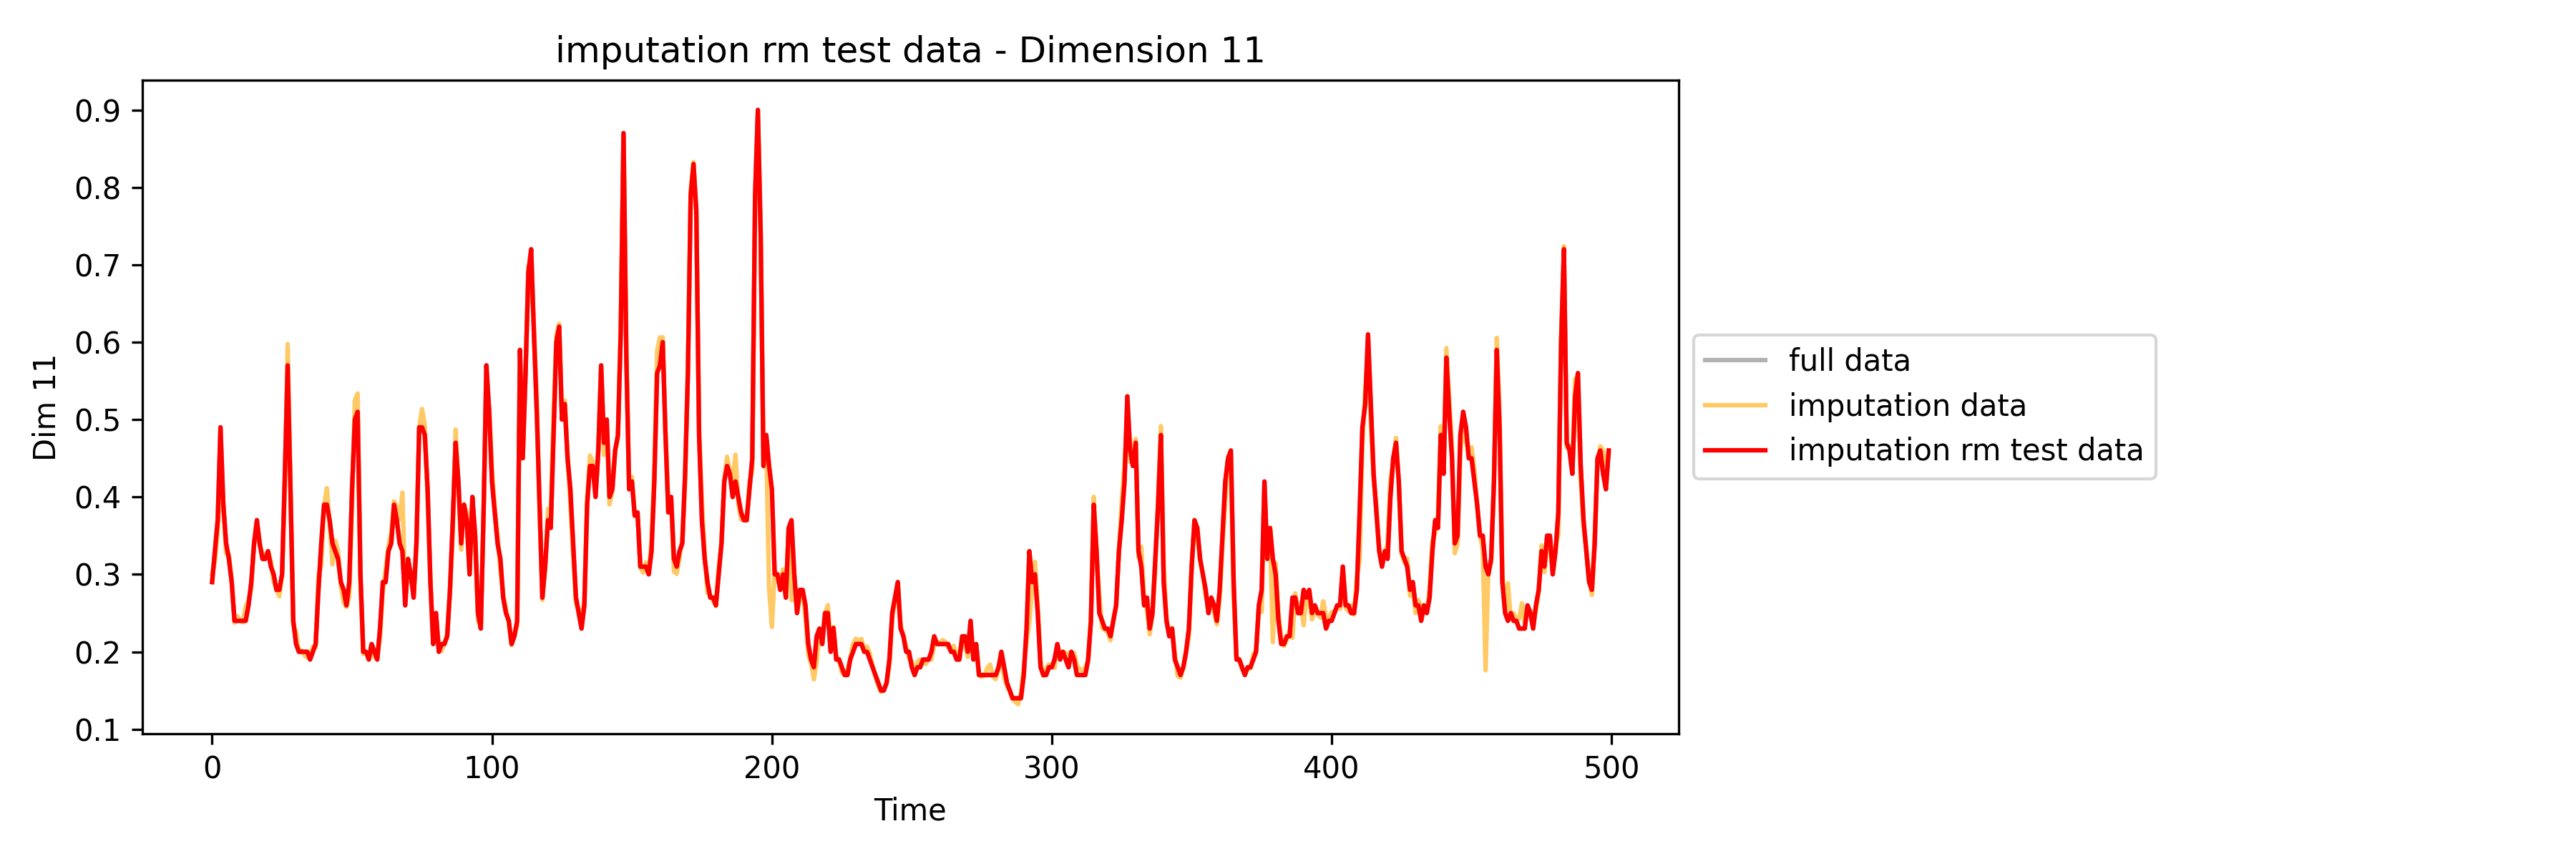 imputation rm test data - Dimension 11
0.9
0.8
0.7
0.6
0.5
0.4
0.3
0.2
0.1
Dim 11
0 100 200 300 400 500
Time
full data
imputation data
imputation rm test data